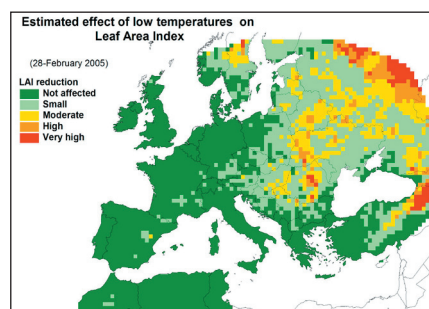 Estimated effect of low temperatures on
Leaf Area Index
(28-February 2005)
LAI reduction
Not affected
Small
Moderate
High
Very high